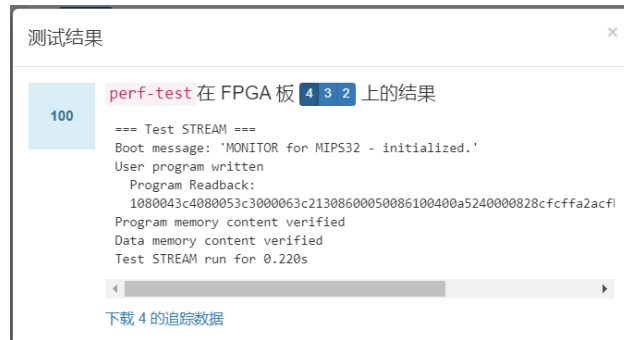 测试结果
×
100
perf-test 在 FPGA 板 4 3 2 上的结果
=== Test STREAM ===
Boot message: 'MONITOR for MIPS32 - initialized.'
User program written
Program Readback:
1080043c4080053c3000063c21308600050086100400a5240000828cfcffa2acf
Program memory content verified
Data memory content verified
Test STREAM run for 0.220s
下载 4 的追踪数据